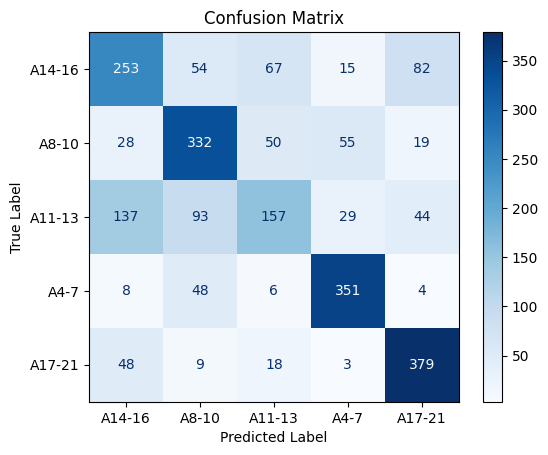 Confusion Matrix
True Label
A14-16 253 54 67 15 82
A8-10 28 332 50 55 19
A11-13 137 93 157 29 44
A4-7 8 48 6 351 4
A17-21 48 9 18 3 379
A14-16 A8-10 A11-13 A4-7 A17-21
Predicted Label
350
300
250
200
150
100
50